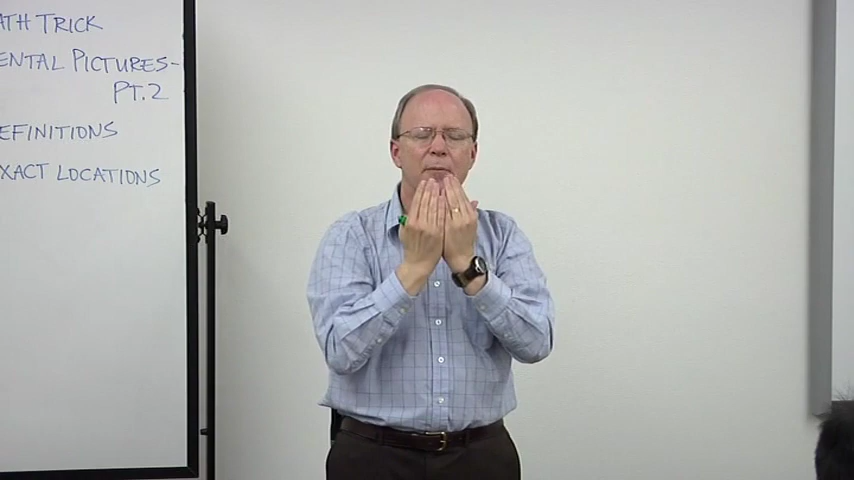 ATH TRICK
ENTAL PICTURES-
PT.2
EFINITIONS
XACT LOCATIONS